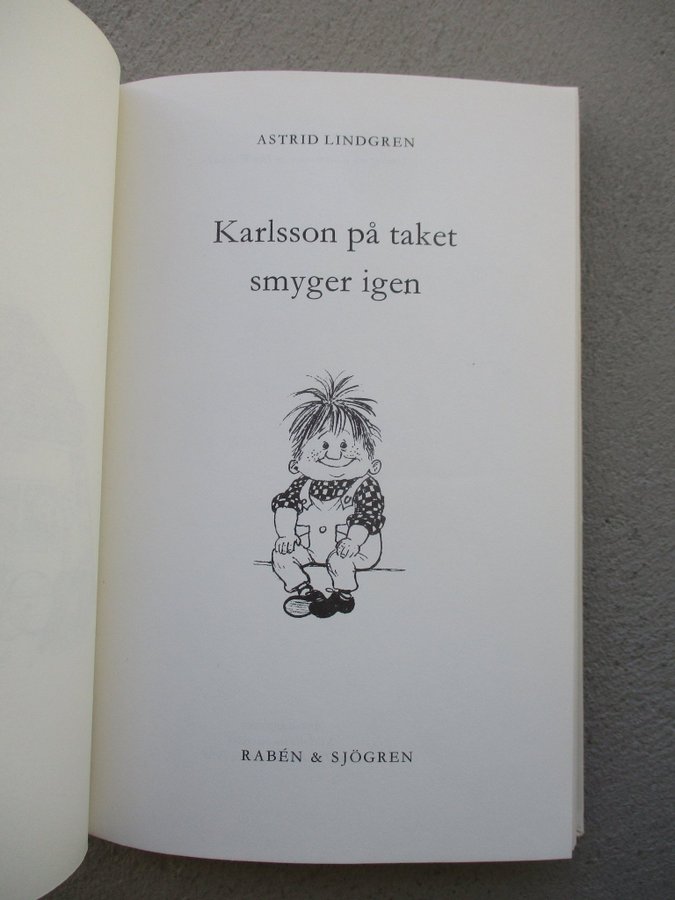 ASTRID LINDGREN
Karlsson på taket
smyger igen
RABÉN & SJÖGREN